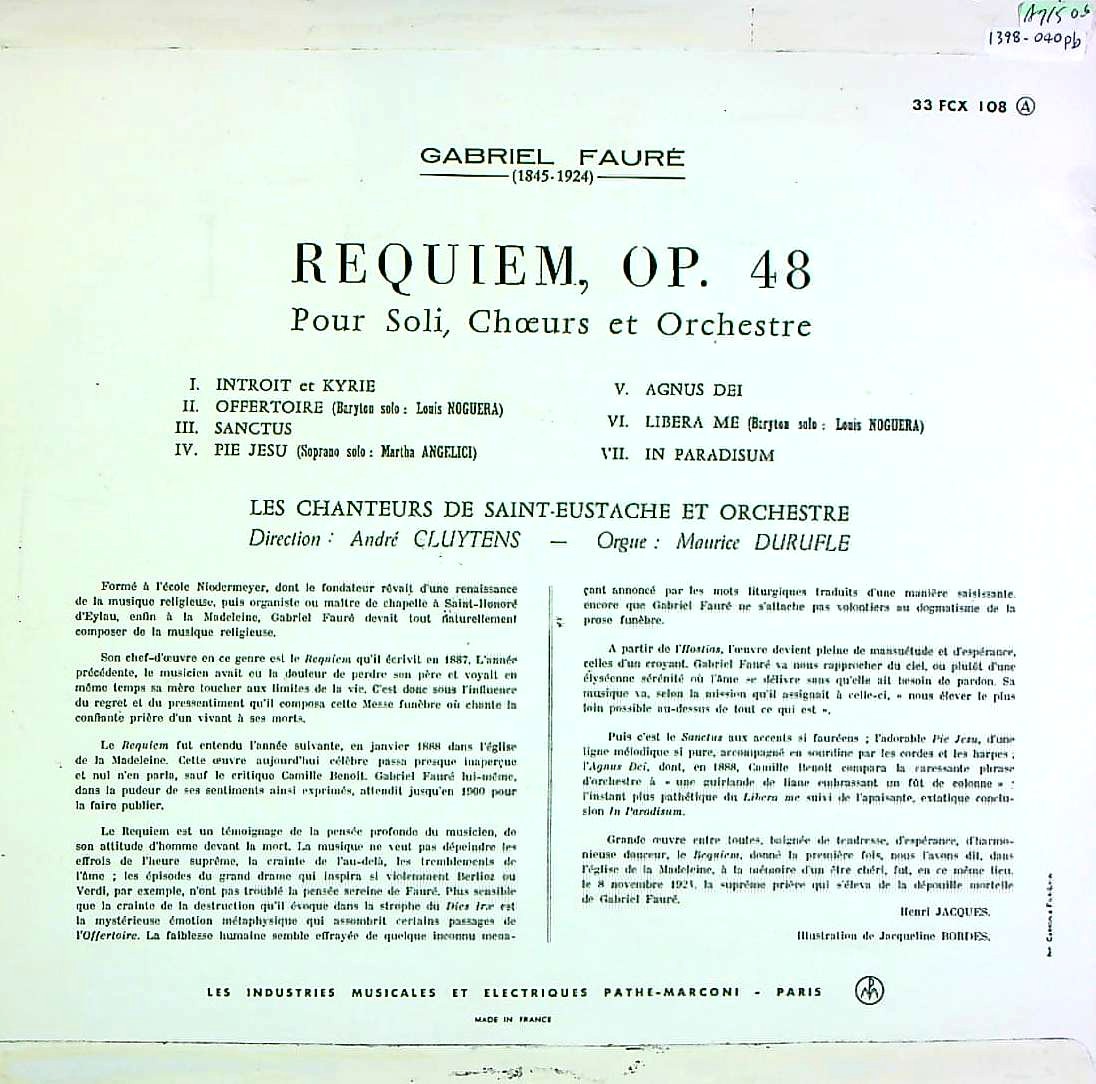 1398-040pb
33 FCX 108 Ⓐ
GABRIEL FAURÉ
(1845-1924)
REQUIEM, OP. 48
Pour Soli, Chœurs et Orchestre
I. INTROIT et KYRIE
II. OFFERTOIRE (Baryton solo : Louis NOGUERA)
III. SANCTUS
IV. PIE JESU (Soprano solo : Martha ANGELICI)
V. AGNUS DEI
VI. LIBERA ME (Baryton solo : Louis NOGUERA)
VII. IN PARADISUM
LES CHANTEURS DE SAINT-EUSTACHE ET ORCHESTRE
Direction : André CLUYTENS — Orgue : Maurice DURUFLE
Formé à l'école Niedermeyer, dont le fondateur rêvait d'une renaissance
de la musique religieuse, puis organiste ou maître de chapelle à Saint-Honoré
d'Eylau, enfin à la Madeleine, Gabriel Fauré devait tout naturellement
composer de la musique religieuse.
Son chef-d'œuvre en ce genre est le Requiem qu'il écrivit en 1887. L'année
précédente, le musicien avait eu la douleur de perdre son père et voyait en
même temps sa mère toucher aux limites de la vie. C'est donc sous l'influence
du regret et du pressentiment qu'il composa cette Messe funèbre où chante la
confiante prière d'un vivant à ses morts.
Le Requiem fut entendu l'année suivante, en janvier 1888 dans l'église
de la Madeleine. Cette œuvre aujourd'hui célèbre passa presque inaperçue
et nul n'en parla, sauf le critique Camille Benoit. Gabriel Fauré lui-même,
dans la pudeur de ses sentiments ainsi exprimés, attendit jusqu'en 1900 pour
la faire publier.
Le Requiem est un témoignage de la pensée profonde du musicien, de
son attitude d'homme devant la mort. La musique ne veut pas dépeindre les
effrois de l'heure suprême, la crainte de l'au-delà, les tremblements de
l'âme ; les épisodes du grand drame qui inspira si violemment Berlioz ou
Verdi, par exemple, n'ont pas troublé la pensée sereine de Fauré. Plus sensible
que la crainte de la destruction qu'il évoque dans la strophe du Dies Iræ est
la mystérieuse émotion métaphysique qui assombrit certains passages de
l'Offertoire. La faiblesse humaine semble effrayée de quelque inconnu mena-
çant annoncé par les mots liturgiques traduits d'une manière saisissante,
encore que Gabriel Fauré ne s'attache pas volontiers au dogmatisme de la
prose funèbre.
A partir de l'Hostias, l'œuvre devient pleine de mansuétude et d'espérance,
celles d'un croyant. Gabriel Fauré va nous rapprocher du ciel, ou plutôt d'une
élyséenne sérénité où l'âme se délivre sans qu'elle ait besoin de pardon. Sa
musique va, selon la mission qu'il assignait à celle-ci, « nous élever le plus
loin possible au-dessus de tout ce qui est ».
Puis c'est le Sanctus aux accents si fauréens ; l'adorable Pie Jesu, d'une
ligne mélodique si pure, accompagné en sourdine par les cordes et les harpes ;
l'Agnus Dei, dont, en 1888, Camille Benoit compara la caressante phrase
d'orchestre à « une guirlande de liane embrassant un fût de colonne » ;
l'instant plus pathétique du Libera me suivi de l'apaisante, extatique conclu-
sion In Paradisum.
Grande œuvre entre toutes, baignée de tendresse, d'espérance, d'harmo-
nieuse douceur, le Requiem, donné la première fois, nous l'avons dit, dans
l'église de la Madeleine, à la mémoire d'un être chéri, fut, en ce même lieu,
le 8 novembre 1924, la suprême prière qui s'éleva de la dépouille mortelle
de Gabriel Fauré.
Henri JACQUES.
Illustration de Jacqueline BORDES.
LES INDUSTRIES MUSICALES ET ELECTRIQUES PATHE-MARCONI - PARIS
MADE IN FRANCE